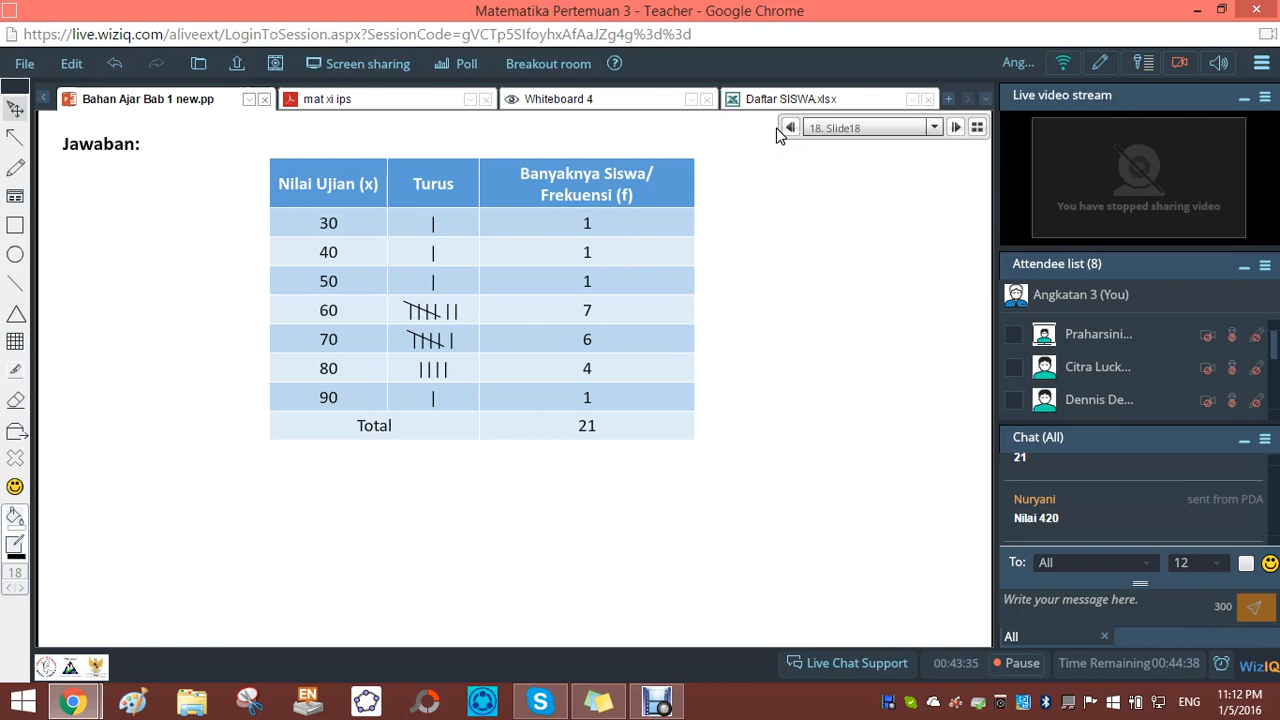 Matematika Pertemuan 3 - Teacher - Google Chrome
https://live.wiziq.com/aliveext/LoginToSession.aspx?SessionCode=gVCTp5SIfoyhxAfAaJZg4g%3d%3d
File Edit Screen sharing Poll Breakout room Ang...
Bahan Ajar Bab 1 new.pp mat xi ips Whiteboard 4 Daftar SISWA.xlsx
18. Slide18
Jawaban:
Nilai Ujian (x) Turus Banyaknya Siswa/
Frekuensi (f)
30 | 1
40 | 1
50 | 1
60 7
70 6
80 |||| 4
90 | 1
Total 21
Live video stream
You have stopped sharing video
Attendee list (8)
Angkatan 3 (You)
Praharsini...
Citra Luck...
Dennis De...
Chat (All)
21
Nuryani sent from PDA
Nilai 420
To: All 12
Write your message here. 300
All
18
Live Chat Support 00:43:35 Pause Time Remaining 00:44:38 WizIQ
EN
ENG 11:12 PM
1/5/2016